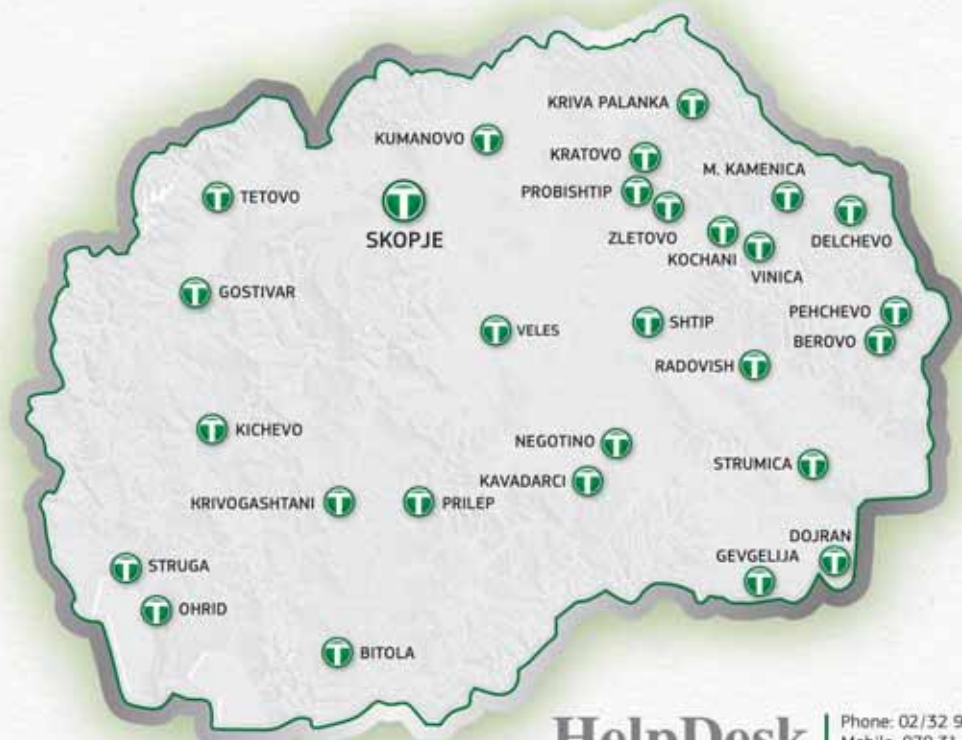 KRIVA PALANKA
KUMANOVO
KRATOVO
M. KAMENICA
TETOVO
PROBISHTIP
SKOPJE
ZLETOVO
DELCHEVO
KOCHANI
VINICA
GOSTIVAR
PEHCHEVO
SHTIP
VELES
BEROVO
RADOVISH
KICHEVO
NEGOTINO
STRUMICA
KAVADARCI
KRIVOGASHTANI
PRILEP
DOJRAN
GEVGELIJA
STRUGA
OHRID
BITOLA
HelpDesk
Phone: 02/32 9